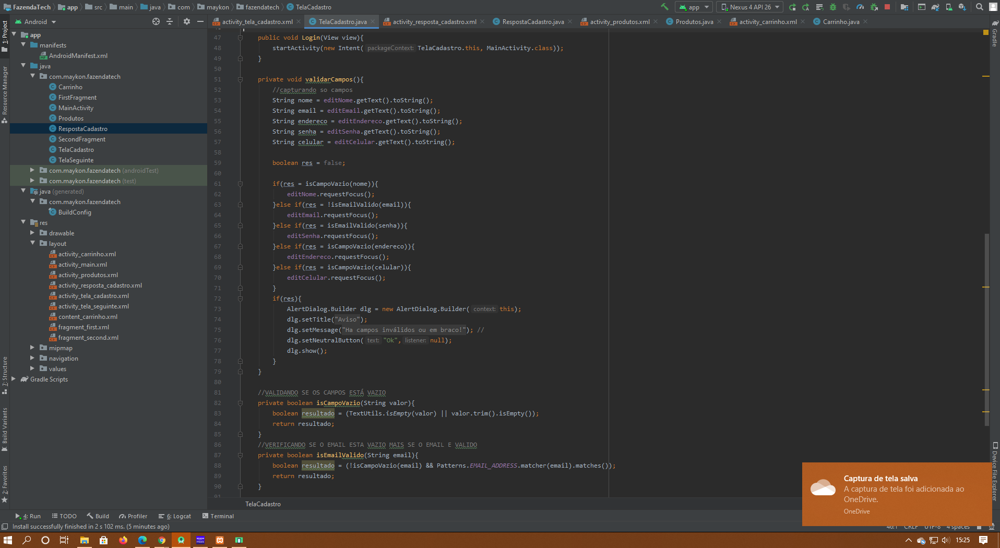 FazendaTech app src main java com maykon fazendatech TelaCadastro
app Nexus 4 API 26
Android
activity_tela_cadastro.xml TelaCadastro.java activity_resposta_cadastro.xml RespostaCadastro.java activity_produtos.xml Produtos.java activity_carrinho.xml Carrinho.java
1: Project
Resource Manager
7: Structure
Build Variants
2: Favorites
app
manifests
AndroidManifest.xml
java
com.maykon.fazendatech
Carrinho
FirstFragment
MainActivity
Produtos
RespostaCadastro
SecondFragment
TelaCadastro
TelaSeguinte
com.maykon.fazendatech (androidTest)
com.maykon.fazendatech (test)
java (generated)
com.maykon.fazendatech
BuildConfig
res
drawable
layout
activity_carrinho.xml
activity_main.xml
activity_produtos.xml
activity_resposta_cadastro.xml
activity_tela_cadastro.xml
activity_tela_seguinte.xml
content_carrinho.xml
fragment_first.xml
fragment_second.xml
mipmap
navigation
values
Gradle Scripts
47 public void Login(View view){
48 startActivity(new Intent( packageContext: TelaCadastro.this, MainActivity.class));
49 }
50
51 private void validarCampos(){
52 //capturando so campos
53 String nome = editNome.getText().toString();
54 String email = editEmail.getText().toString();
55 String endereco = editEndereco.getText().toString();
56 String senha = editSenha.getText().toString();
57 String celular = editCelular.getText().toString();
58
59 boolean res = false;
60
61 if(res = isCampoVazio(nome)){
62 editNome.requestFocus();
63 }else if(res = !isEmailValido(email)){
64 editEmail.requestFocus();
65 }else if(res = isEmailValido(senha)){
66 editSenha.requestFocus();
67 }else if(res = isCampoVazio(endereco)){
68 editEndereco.requestFocus();
69 }else if(res = isCampoVazio(celular)){
70 editCelular.requestFocus();
71 }
72 if(res){
73 AlertDialog.Builder dlg = new AlertDialog.Builder( context: this);
74 dlg.setTitle("Aviso");
75 dlg.setMessage("Ha campos inválidos ou em braco!"); //
76 dlg.setNeutralButton( text: "Ok", listener: null);
77 dlg.show();
78 }
79 }
80
81 //VALIDANDO SE OS CAMPOS ESTÁ VAZIO
82 private boolean isCampoVazio(String valor){
83 boolean resultado = (TextUtils.isEmpty(valor) || valor.trim().isEmpty());
84 return resultado;
85 }
86 //VERIFICANDO SE O EMAIL ESTA VAZIO MAIS SE O EMAIL E VALIDO
87 private boolean isEmailValido(String email){
88 boolean resultado = (!isCampoVazio(email) && Patterns.EMAIL_ADDRESS.matcher(email).matches());
89 return resultado;
90 }
91
TelaCadastro
Gradle
Device File Explorer
Captura de tela salva
A captura de tela foi adicionada ao
OneDrive.
OneDrive
4: Run TODO Build Profiler 6: Logcat Terminal
Install successfully finished in 2 s 102 ms. (5 minutes ago) 46:1 CRLF UTF-8 4 spaces
amazon music
15:25